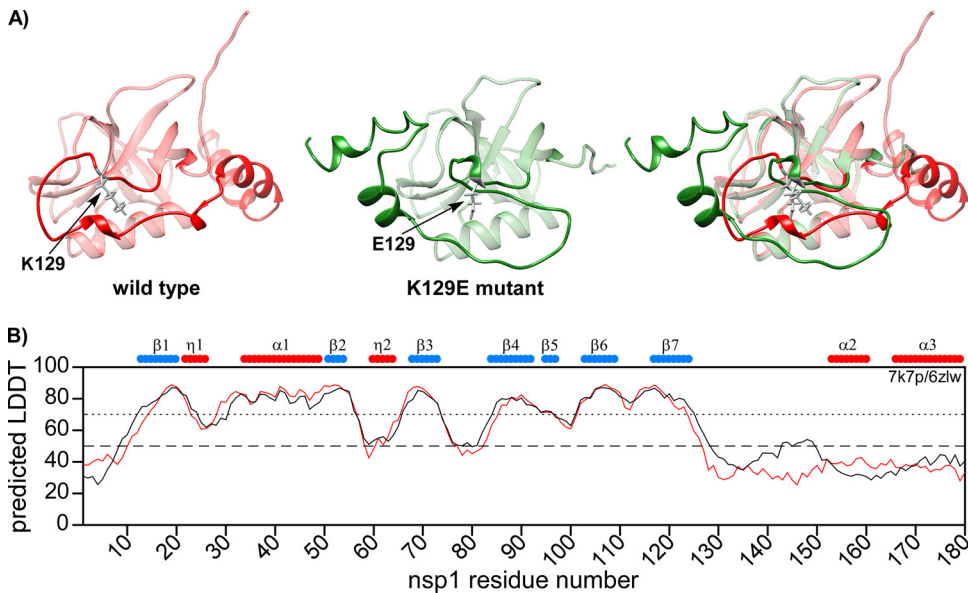 A)
K129
wild type
E129
K129E mutant
B)
β1 η1 α1 β2 η2 β3 β4 β5 β6 β7 α2 α3
7k7p/6zlw
predicted LDDT
100
80
60
40
20
0
10 20 30 40 50 60 70 80 90 100 110 120 130 140 150 160 170 180
nsp1 residue number